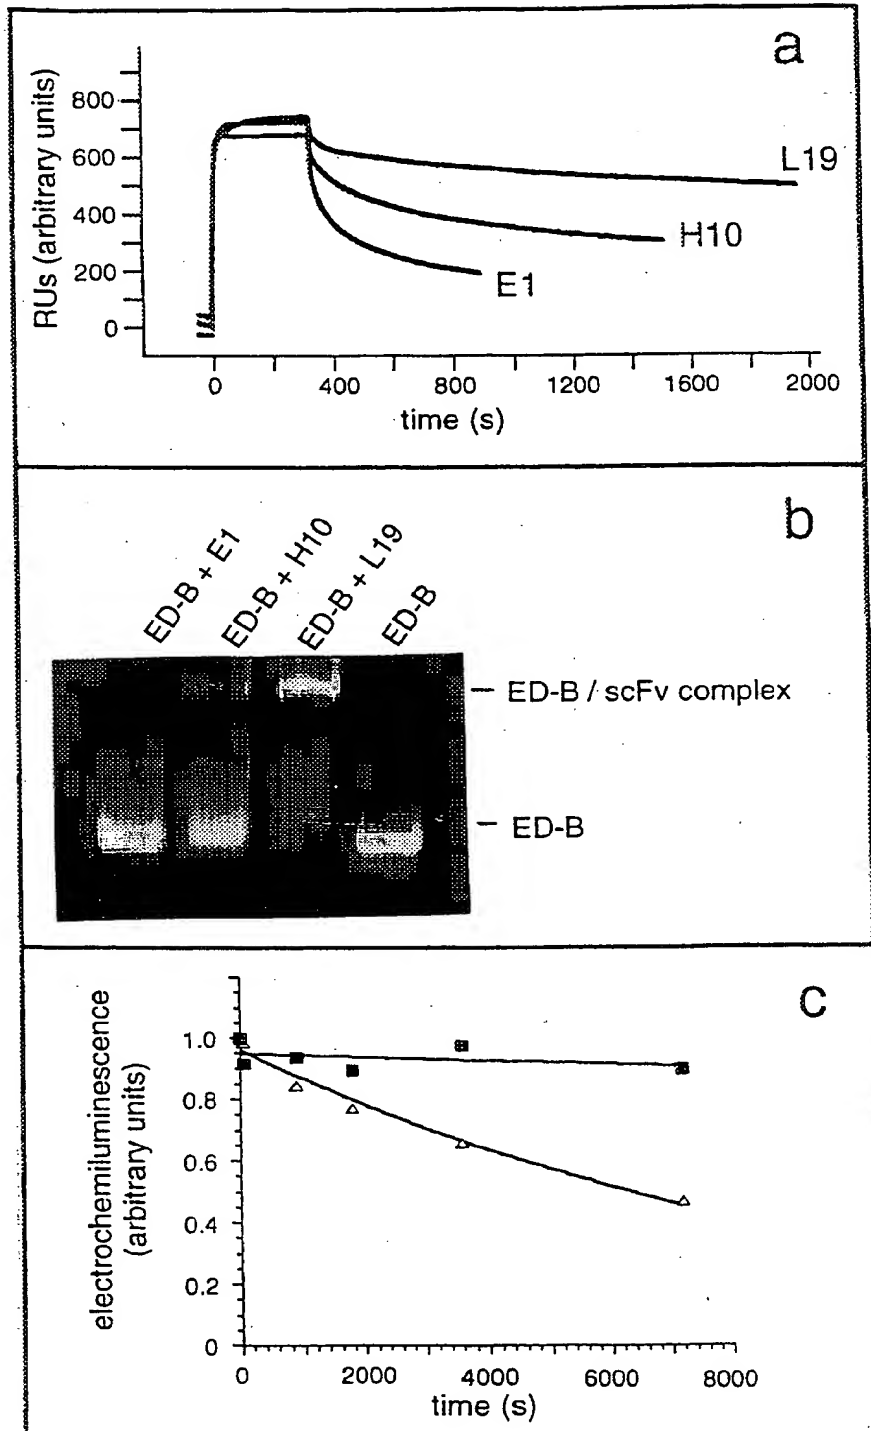 a
RUs (arbitrary units)
800
600
400
200
0
L19
H10
E1
0 400 800 1200 1600 2000
time (s)
b
ED-B + E1
ED-B + H10
ED-B + L19
ED-B
ED-B / scFv complex
ED-B
c
electrochemiluminescence
(arbitrary units)
1.0
0.8
0.6
0.4
0.2
0
0 2000 4000 6000 8000
time (s)